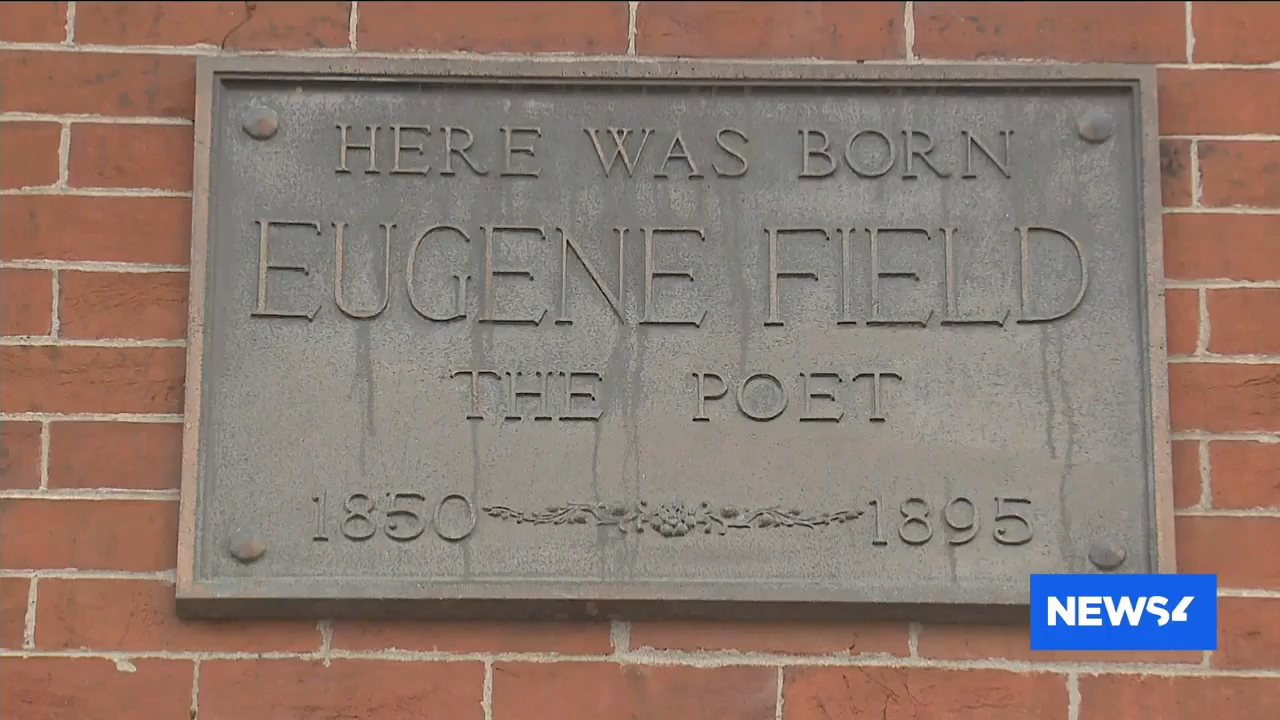 HERE WAS BORN
EUGENE FIELD
THE POET
1850 1895
NEWS4